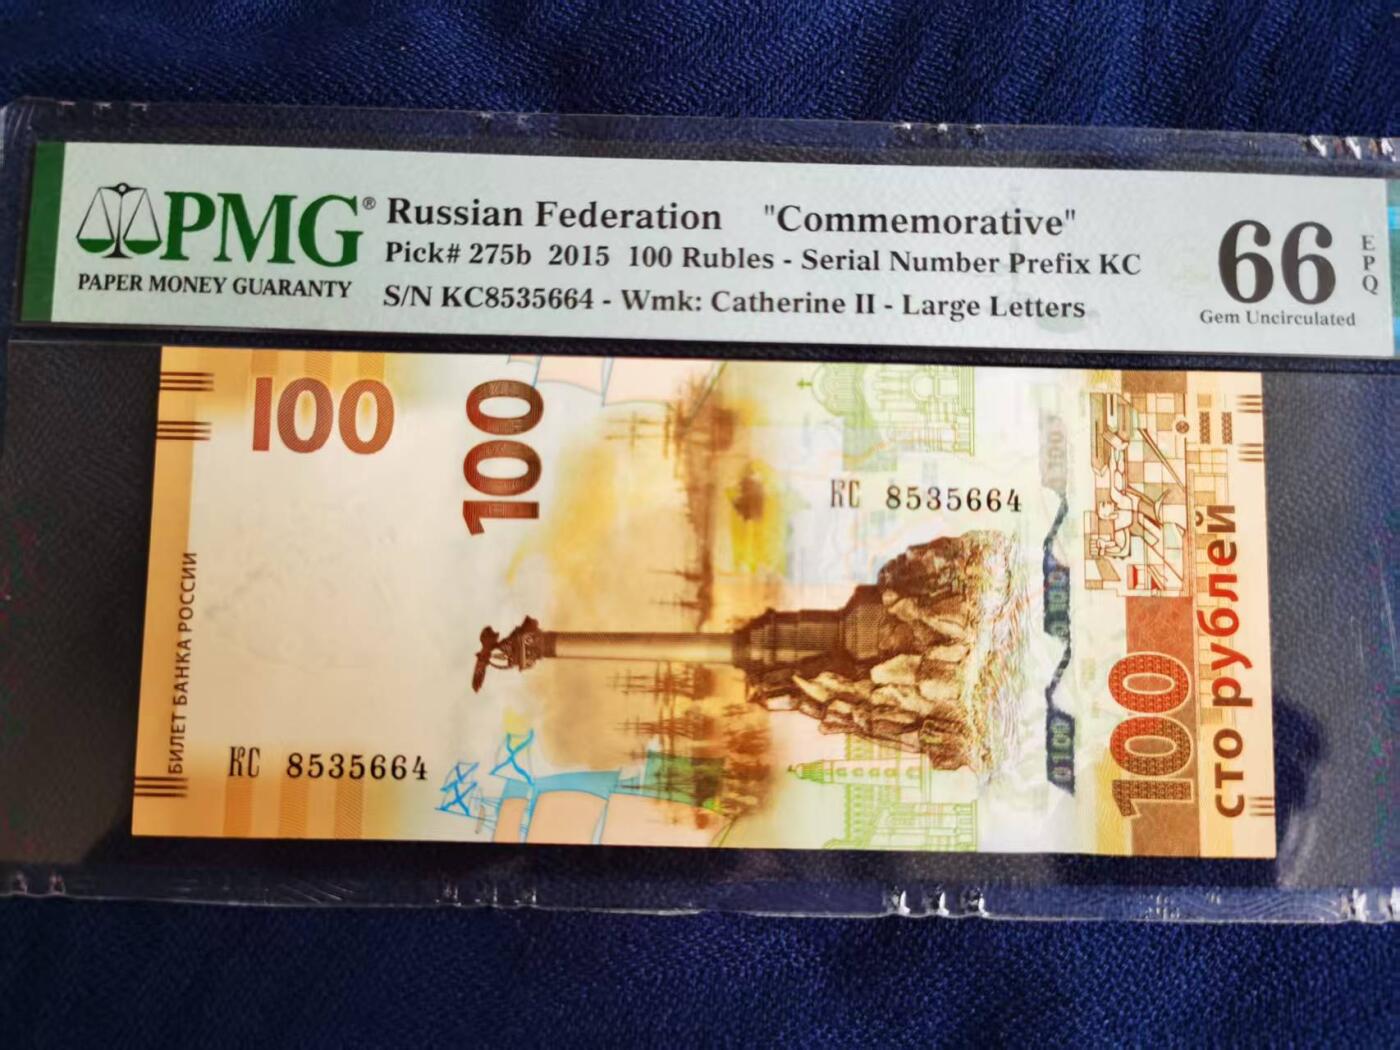 PMG®
PAPER MONEY GUARANTY
Russian Federation "Commemorative"
Pick# 275b 2015 100 Rubles - Serial Number Prefix KC
S/N KC8535664 - Wmk: Catherine II - Large Letters
66
EPQ
Gem Uncirculated
100
100
КС 8535664
БИЛЕТ БАНКА РОССИИ
КС 8535664
100
сто рублей